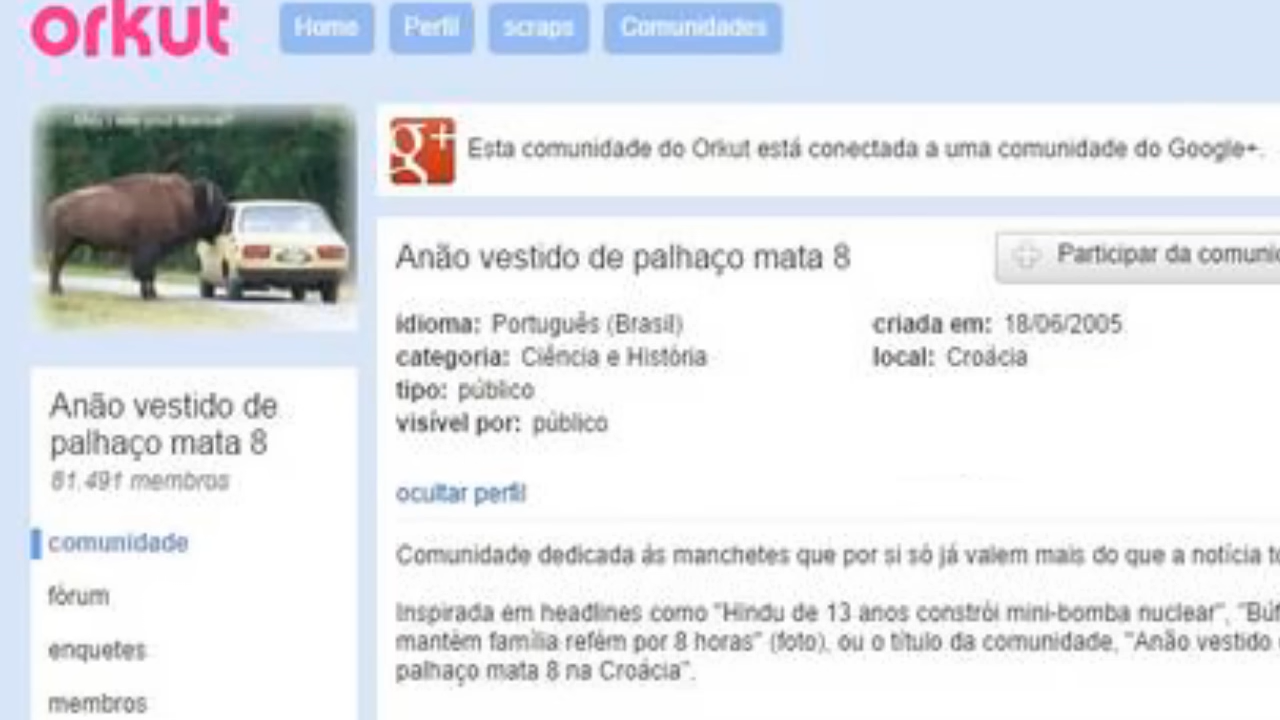 orkut
Home
Perfil
scraps
Comunidades
Esta comunidade do Orkut está conectada a uma comunidade do Google+.
g+
Anão vestido de palhaço mata 8
Participar da comuni
idioma: Português (Brasil)
criada em: 18/06/2005
categoria: Ciência e História
local: Croácia
tipo: público
visível por: público
ocultar perfil
Anão vestido de
palhaço mata 8
81.491 membros
comunidade
fórum
enquetes
membros
Comunidade dedicada ás manchetes que por si só já valem mais do que a notícia to
Inspirada em headlines como "Hindu de 13 anos constrói mini-bomba nuclear", "Búf
mantém família refém por 8 horas" (foto), ou o título da comunidade, "Anão vestido
palhaço mata 8 na Croácia".